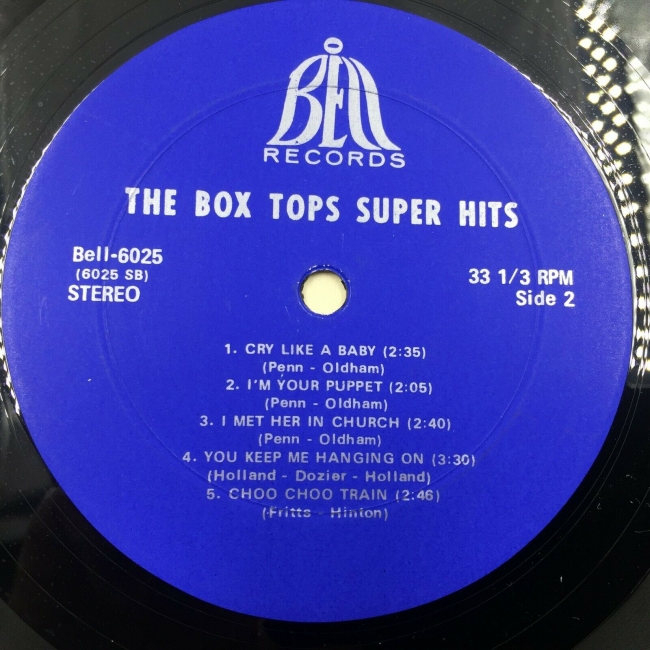 Bell
RECORDS
THE BOX TOPS SUPER HITS
Bell-6025
(6025 SB)
STEREO
33 1/3 RPM
Side 2
1. CRY LIKE A BABY (2:35)
(Penn - Oldham)
2. I'M YOUR PUPPET (2:05)
(Penn - Oldham)
3. I MET HER IN CHURCH (2:40)
(Penn - Oldham)
4. YOU KEEP ME HANGING ON (3:30)
(Holland - Dozier - Holland)
5. CHOO CHOO TRAIN (2:46)
(Fritts - Hinton)